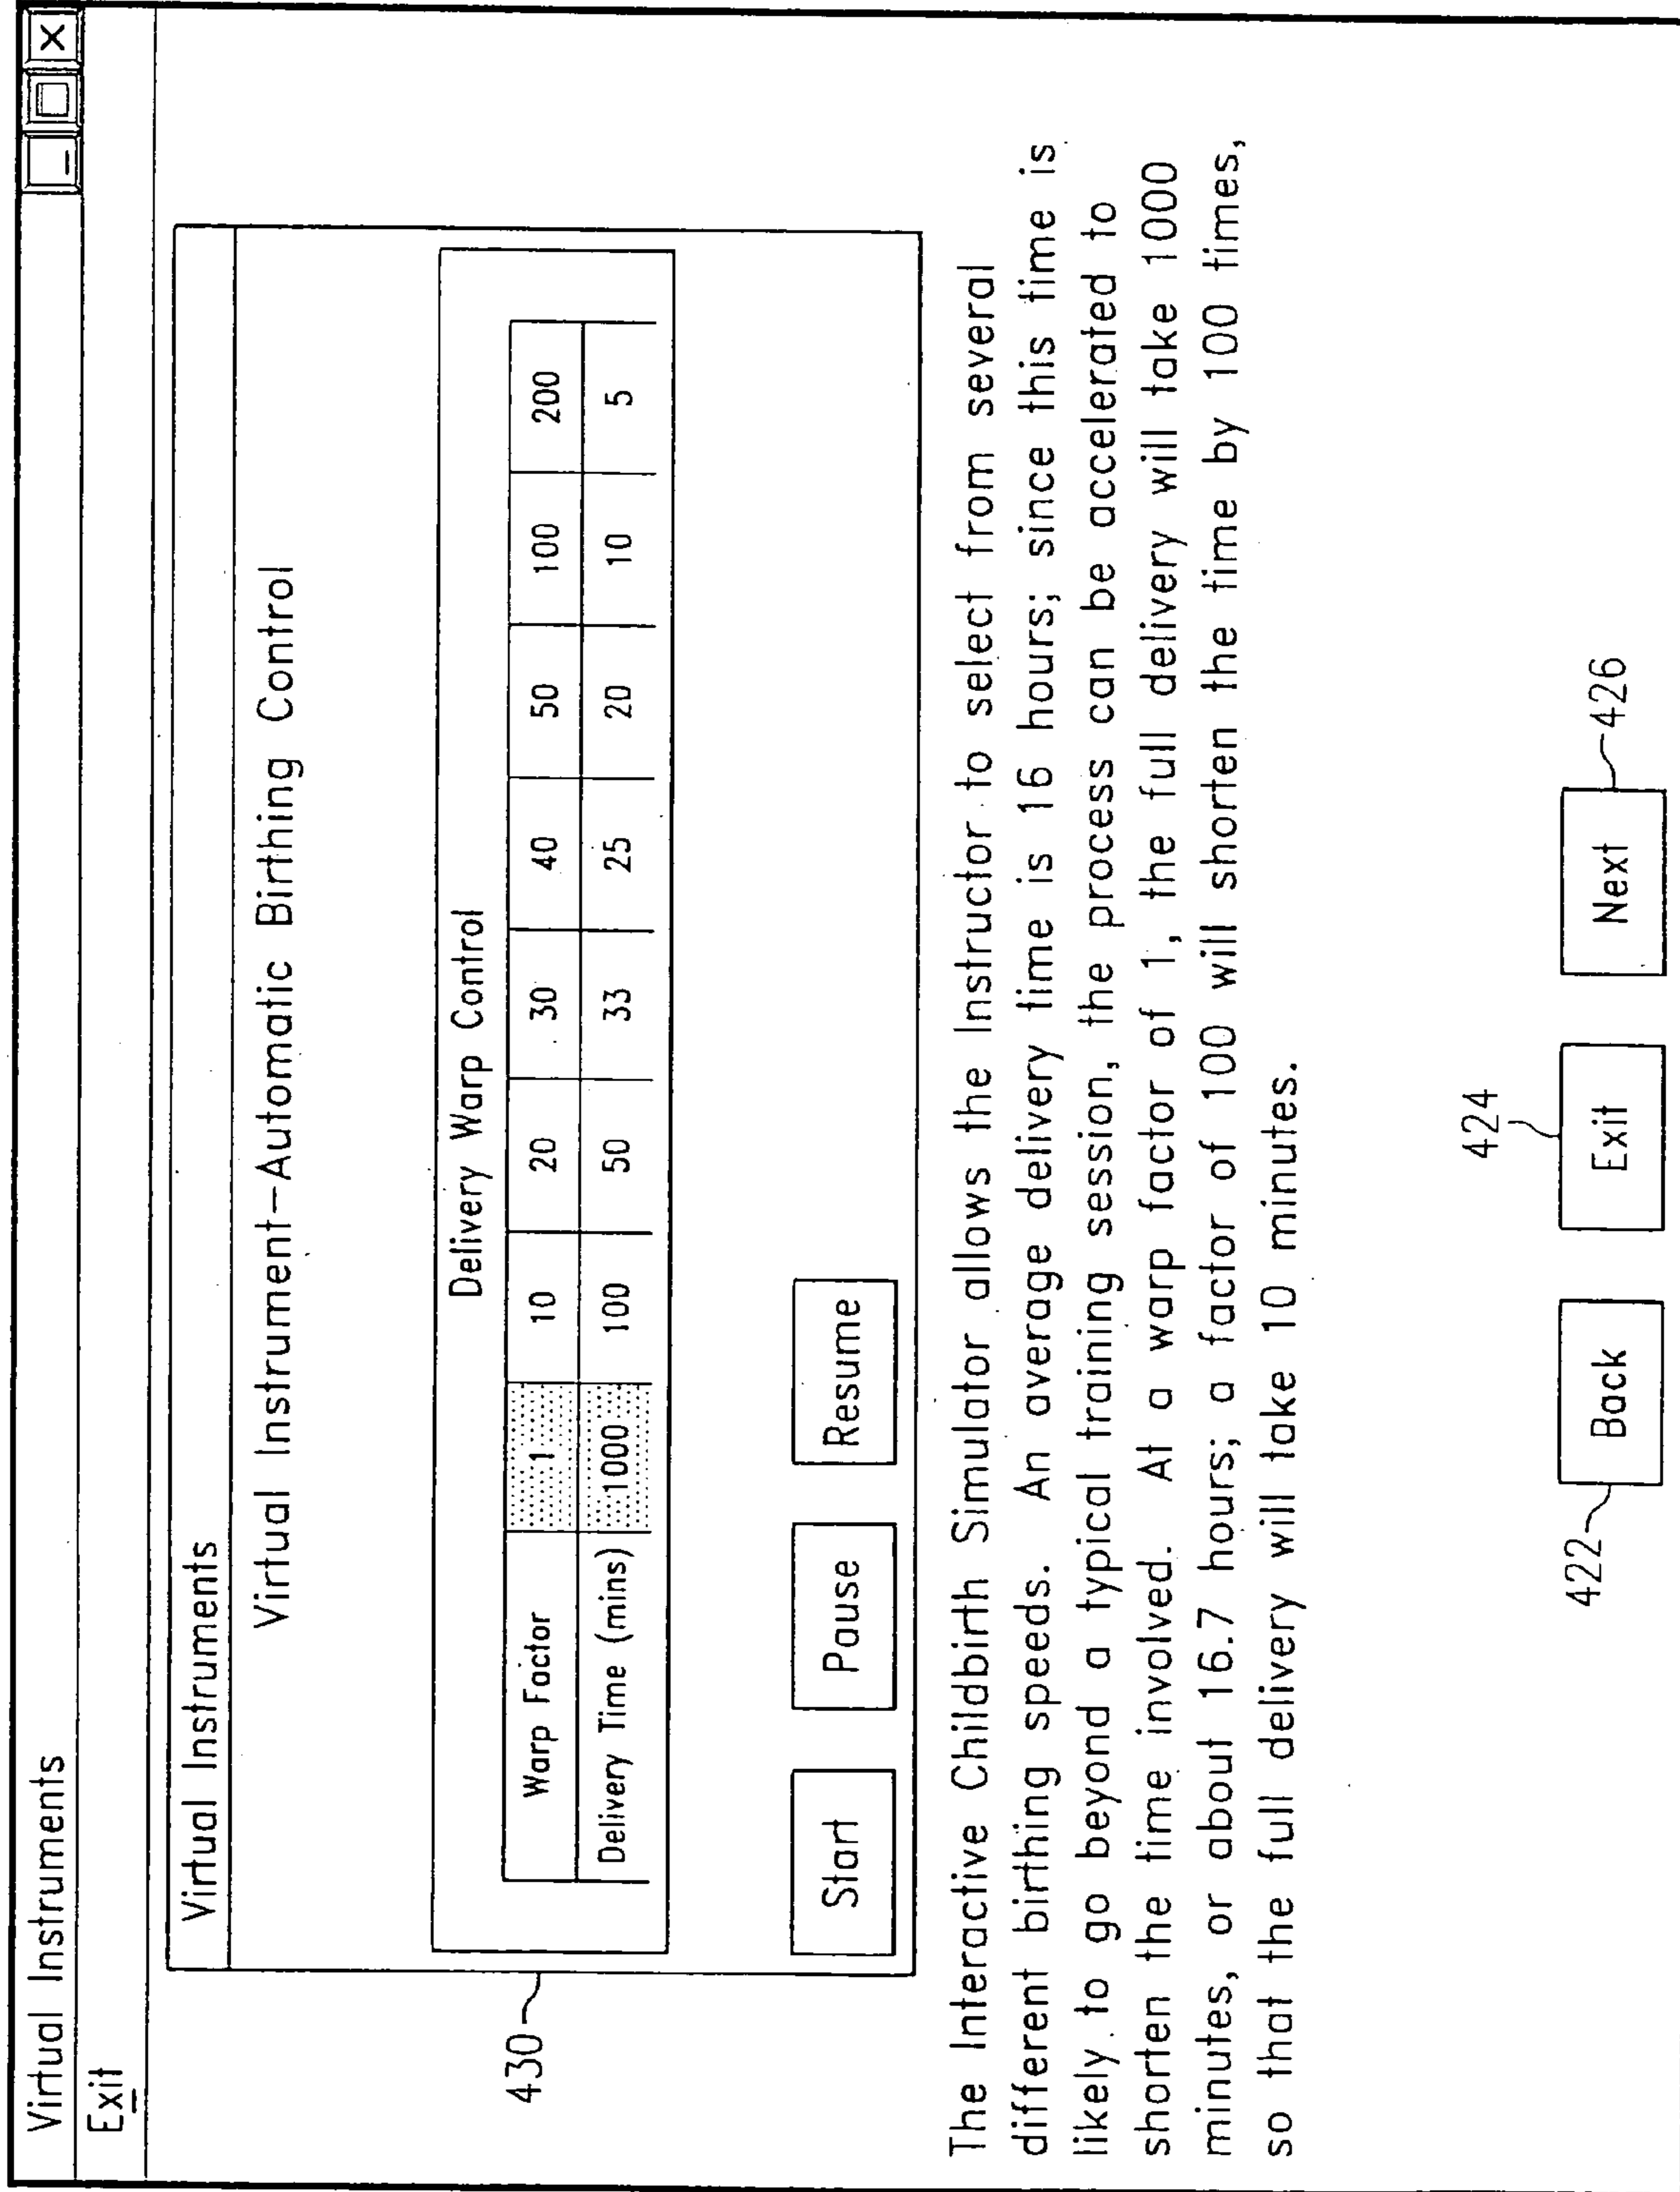 Virtual Instruments
Exit
Virtual Instruments
Virtual Instrument–Automatic Birthing Control
Delivery Warp Control
Warp Factor 1 10 20 30 40 50 100 200
Delivery Time (mins) 1000 100 50 33 25 20 10 5
430
Start Pause Resume
The Interactive Childbirth Simulator allows the Instructor to select from several
different birthing speeds. An average delivery time is 16 hours; since this time is
likely to go beyond a typical training session, the process can be accelerated to
shorten the time involved. At a warp factor of 1, the full delivery will take 1000
minutes, or about 16.7 hours; a factor of 100 will shorten the time by 100 times,
so that the full delivery will take 10 minutes.
424
422 Back Exit Next 426